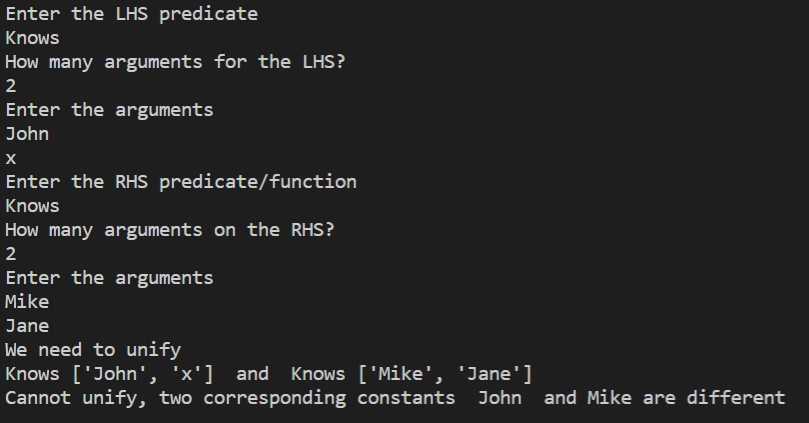 Enter the LHS predicate
Knows
How many arguments for the LHS?
2
Enter the arguments
John
x
Enter the RHS predicate/function
Knows
How many arguments on the RHS?
2
Enter the arguments
Mike
Jane
We need to unify
Knows ['John', 'x']  and  Knows ['Mike', 'Jane']
Cannot unify, two corresponding constants  John  and Mike are different